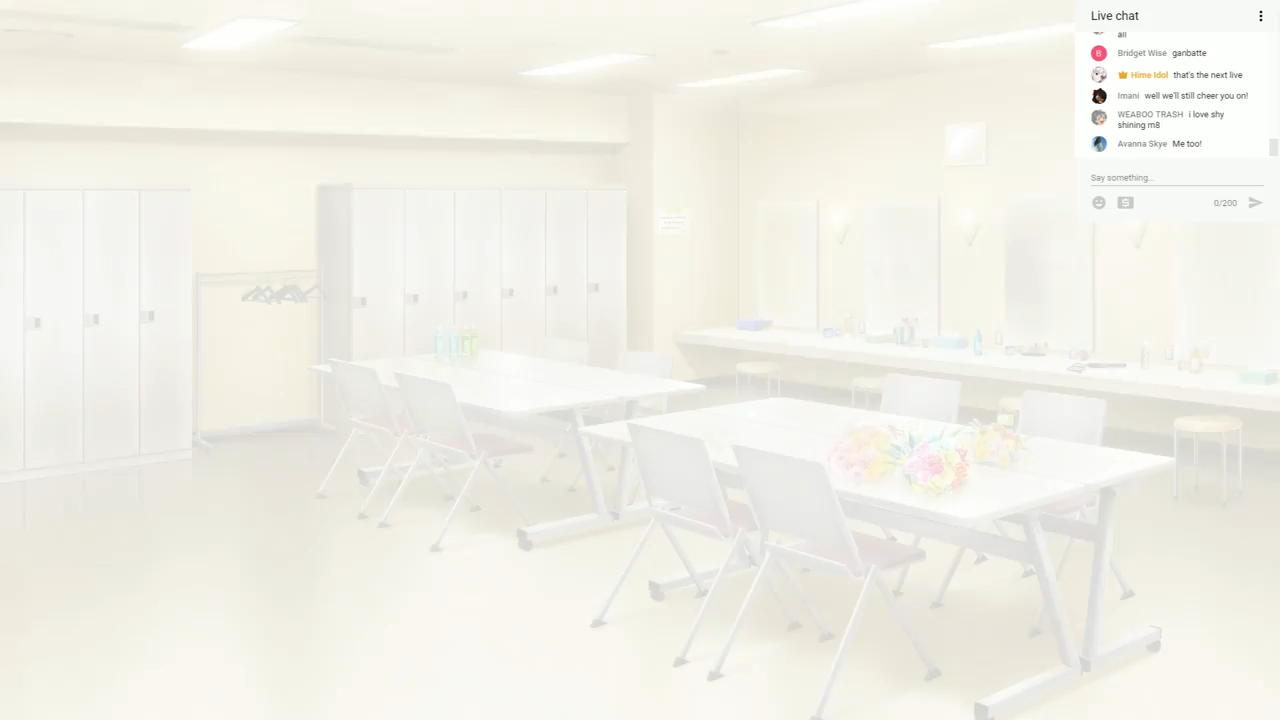 Live chat
all
Bridget Wise ganbatte
Hime Idol that's the next live
Imani well we'll still cheer you on!
WEABOO TRASH i love shy
shining m8
Avanna Skye Me too!
Say something...
0/200